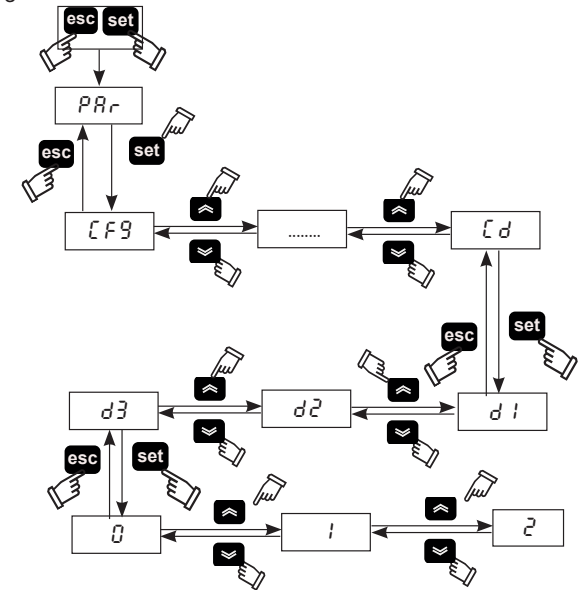 esc set
PAr
esc set
CF9 ........ Cd
esc set
d3 d2 d1
esc set
0 1 2